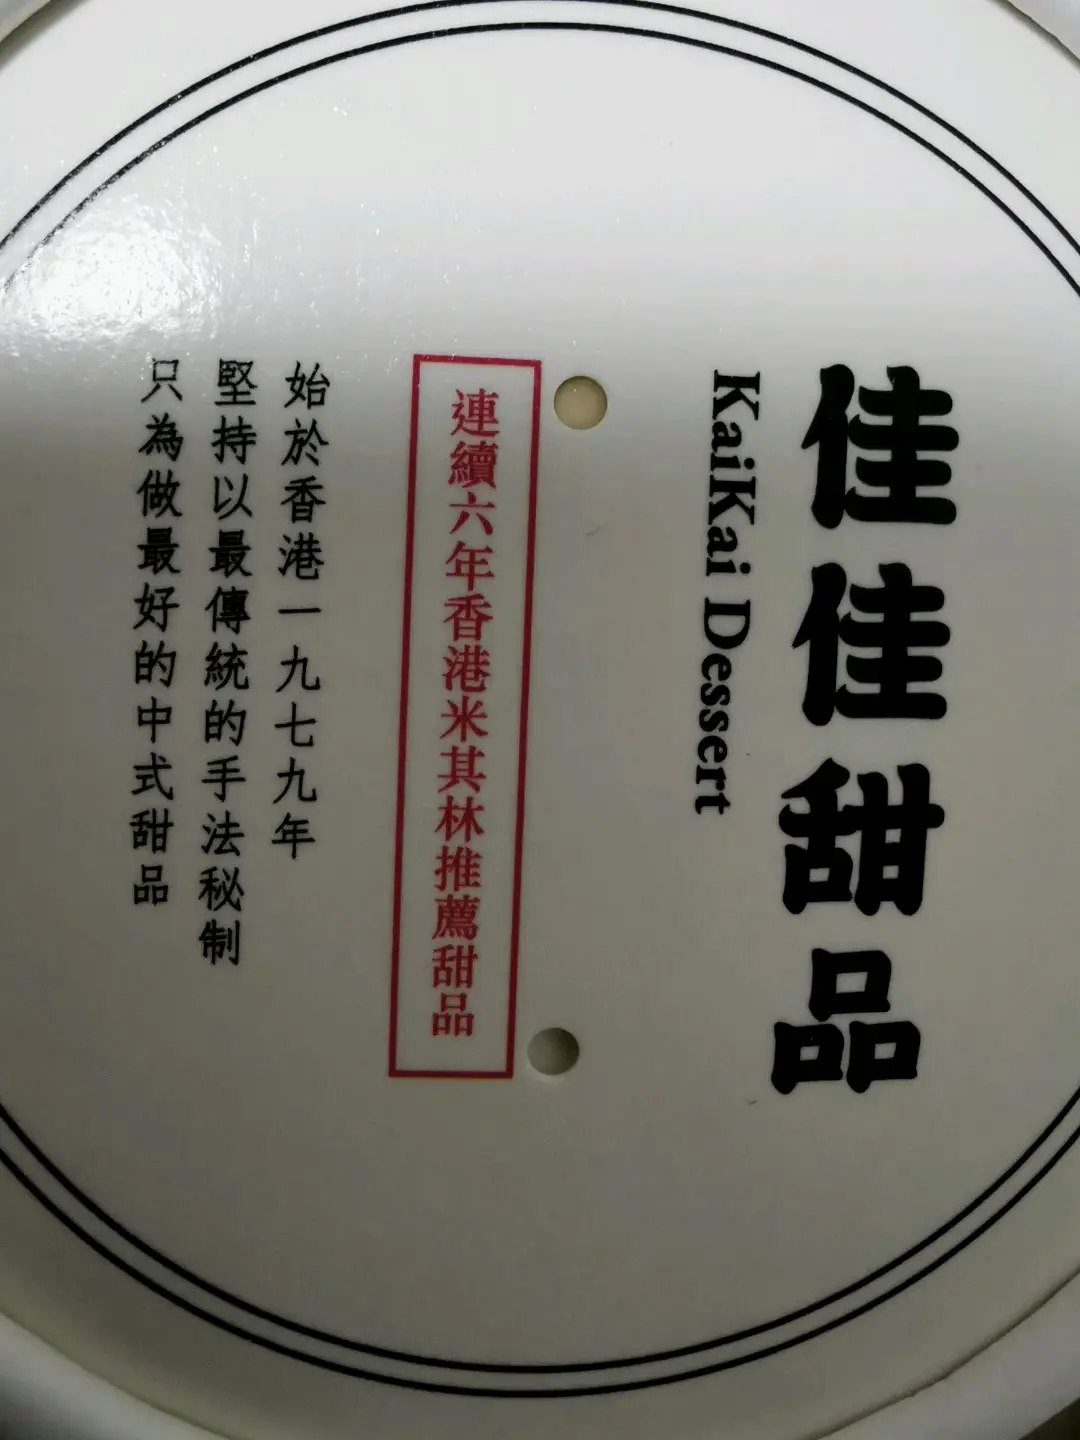 佳佳甜品
KaiKai Dessert
連續六年香港米其林推薦甜品
始於香港一九七九年
堅持以最傳統的手法秘制
只為做最好的中式甜品